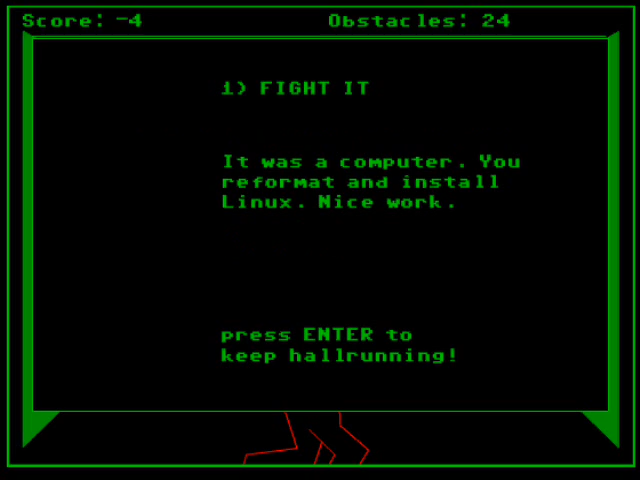 Score: -4 Obstacles: 24
1) FIGHT IT
It was a computer. You
reformat and install
Linux. Nice work.
press ENTER to
keep hallrunning!